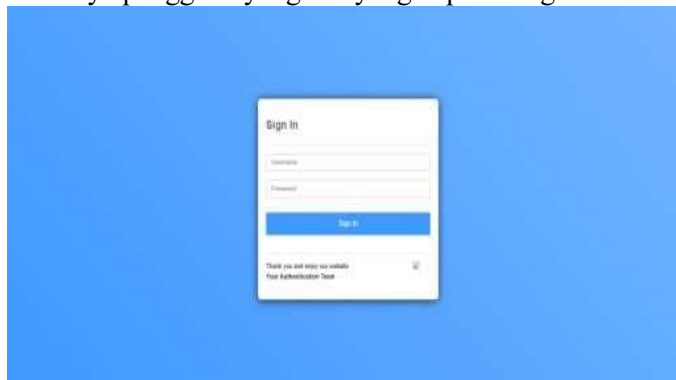 Sign In
Username
Password
Sign in
Thank you and enjoy our website
Your Authentication Team